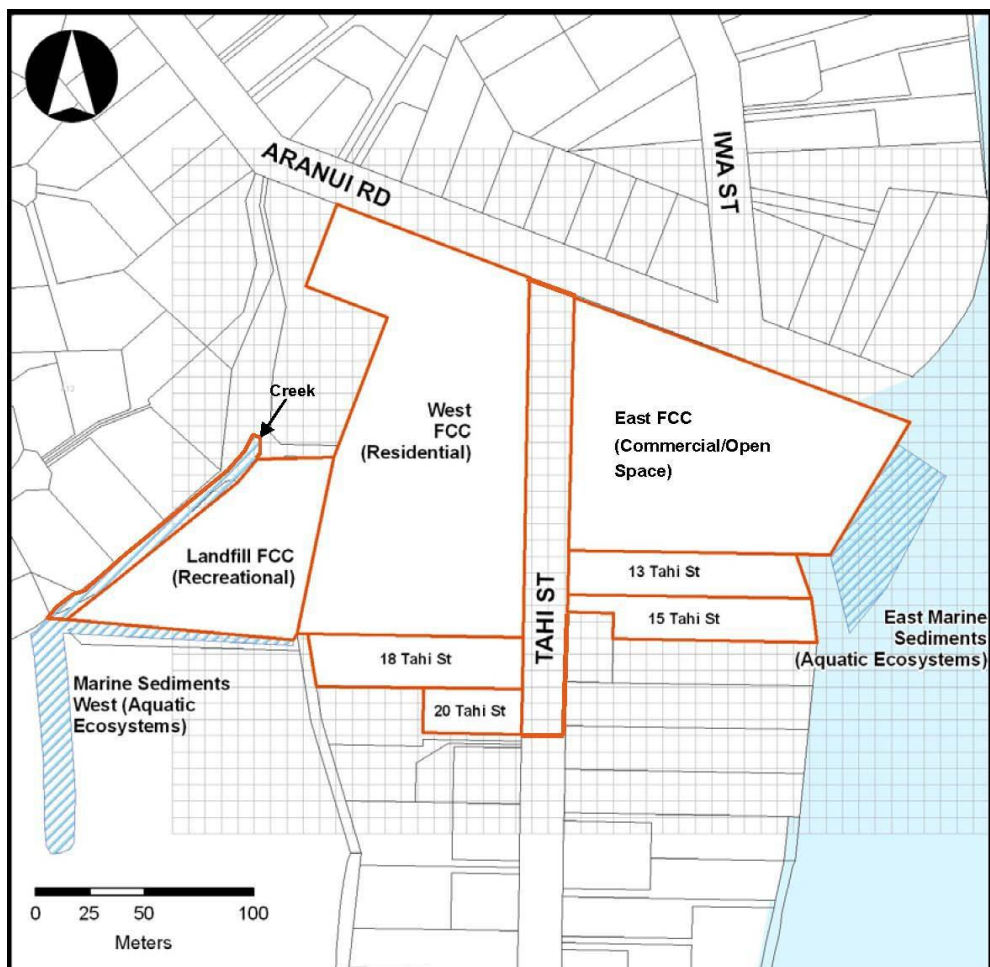 ARANUI RD
IWA ST
Creek
West
FCC
(Residential)
East FCC
(Commercial/Open
Space)
Landfill FCC
(Recreational)
TAHI ST
13 Tahi St
15 Tahi St
18 Tahi St
20 Tahi St
East Marine
Sediments
(Aquatic Ecosystems)
Marine Sediments
West (Aquatic
Ecosystems)
0 25 50 100
Meters